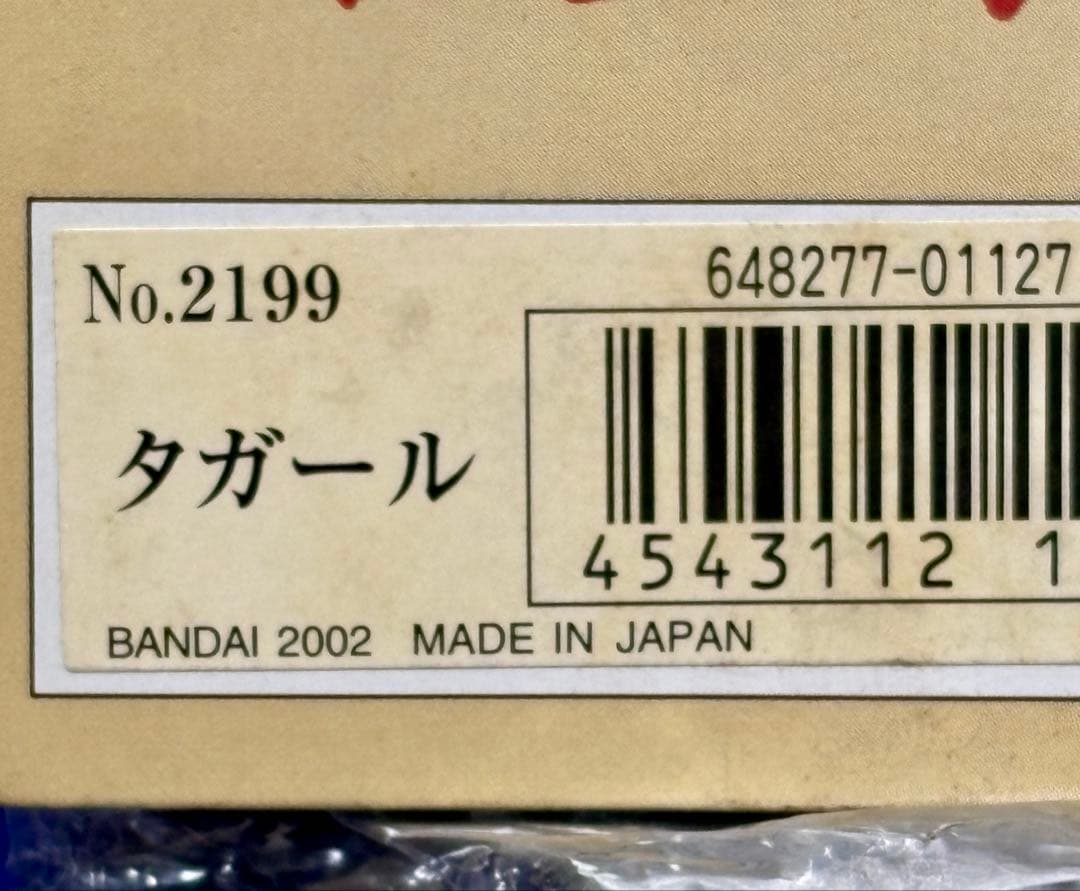 No.2199
648277-01127
タガール
4543112 1
BANDAI 2002 MADE IN JAPAN